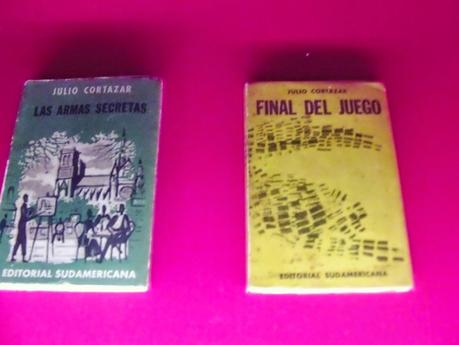 JULIO CORTAZAR
LAS ARMAS SECRETAS
EDITORIAL SUDAMERICANA
JULIO CORTAZAR
FINAL DEL JUEGO
EDITORIAL SUDAMERICANA